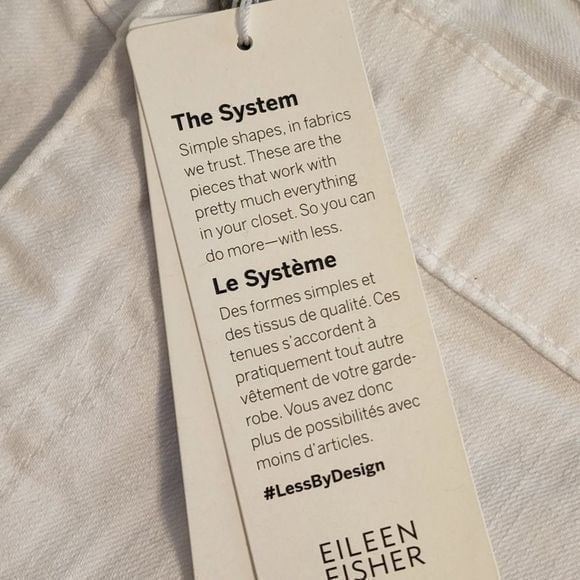 The System
Simple shapes, in fabrics
we trust. These are the
pieces that work with
pretty much everything
in your closet. So you can
do more—with less.
Le Système
Des formes simples et
des tissus de qualité. Ces
tenues s'accordent à
pratiquement tout autre
vêtement de votre garde-
robe. Vous avez donc
plus de possibilités avec
moins d'articles.
#LessByDesign
EILEEN
FISHER